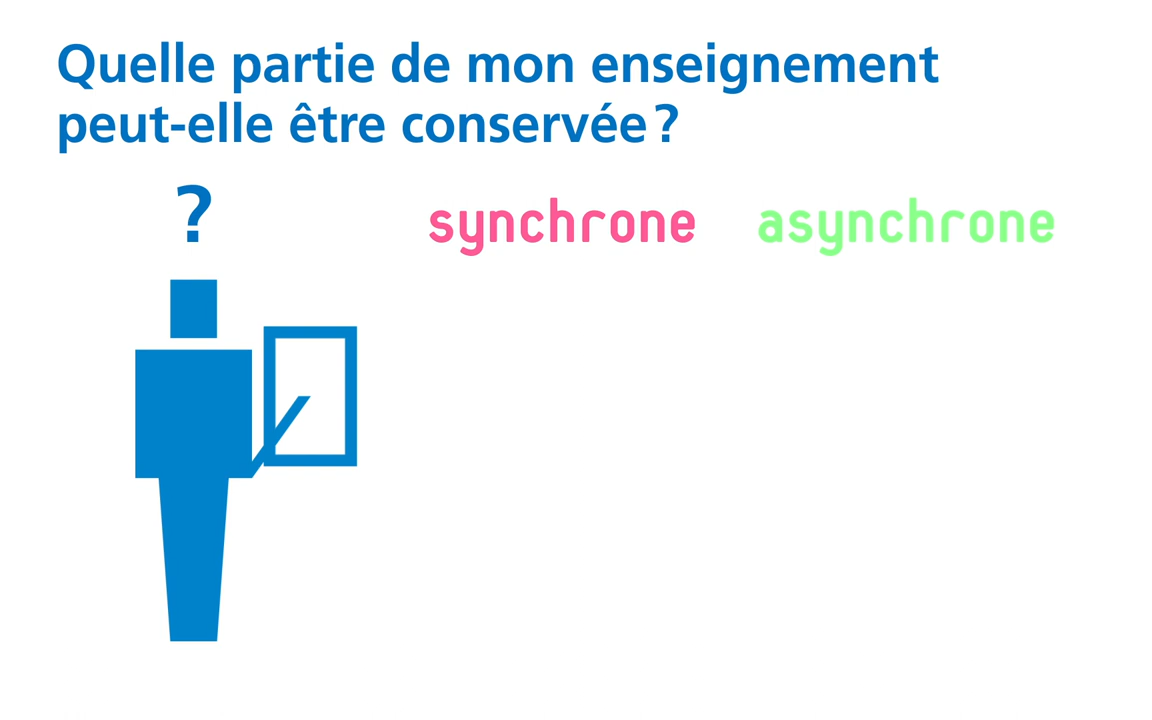 Quelle partie de mon enseignement
peut-elle être conservée ?
?
synchrone asynchrone